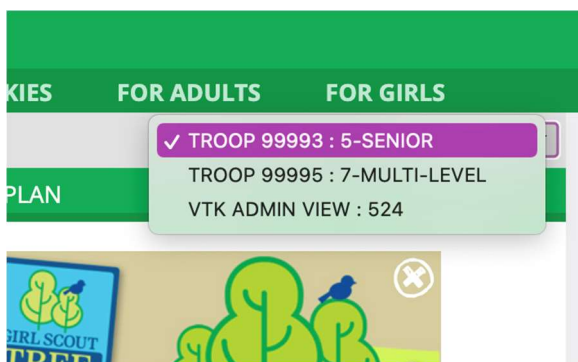 KIES FOR ADULTS FOR GIRLS
✓ TROOP 99993 : 5-SENIOR
TROOP 99995 : 7-MULTI-LEVEL
PLAN
VTK ADMIN VIEW : 524
GIRL SCOUT
TREE